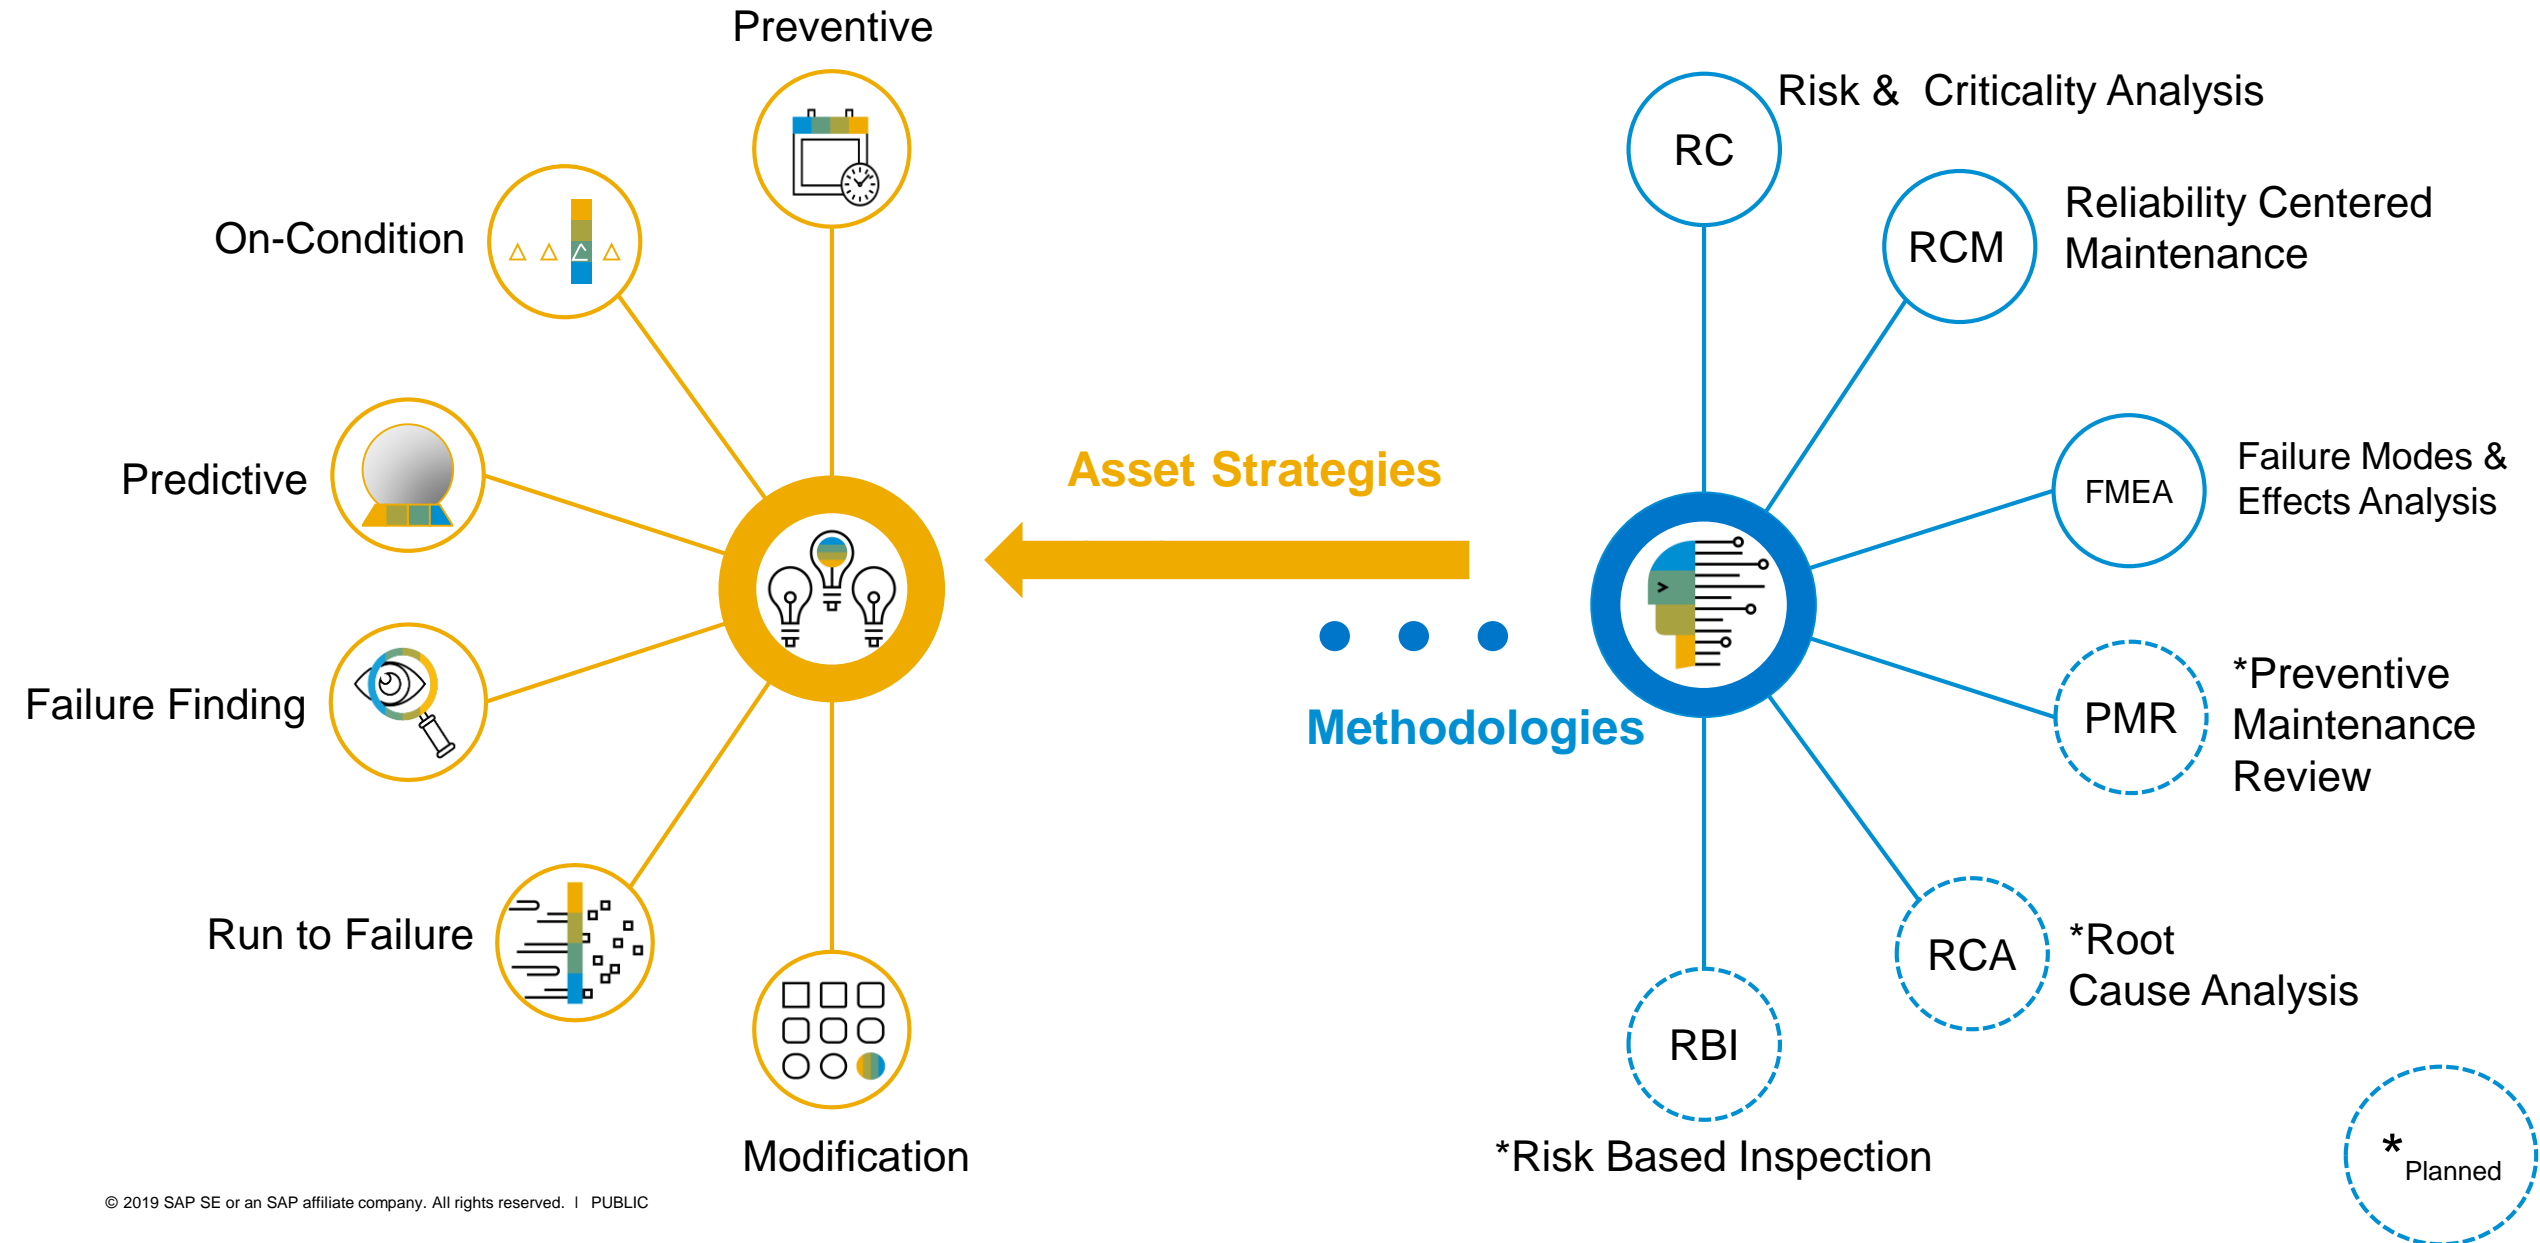 Preventive
On-Condition
Predictive
Failure Finding
Run to Failure
Modification
Asset Strategies
Methodologies
RC
Risk & Criticality Analysis
RCM
Reliability Centered
Maintenance
FMEA
Failure Modes &
Effects Analysis
PMR
*Preventive
Maintenance
Review
RCA
*Root
Cause Analysis
RBI
*Risk Based Inspection
* Planned
© 2019 SAP SE or an SAP affiliate company. All rights reserved. | PUBLIC